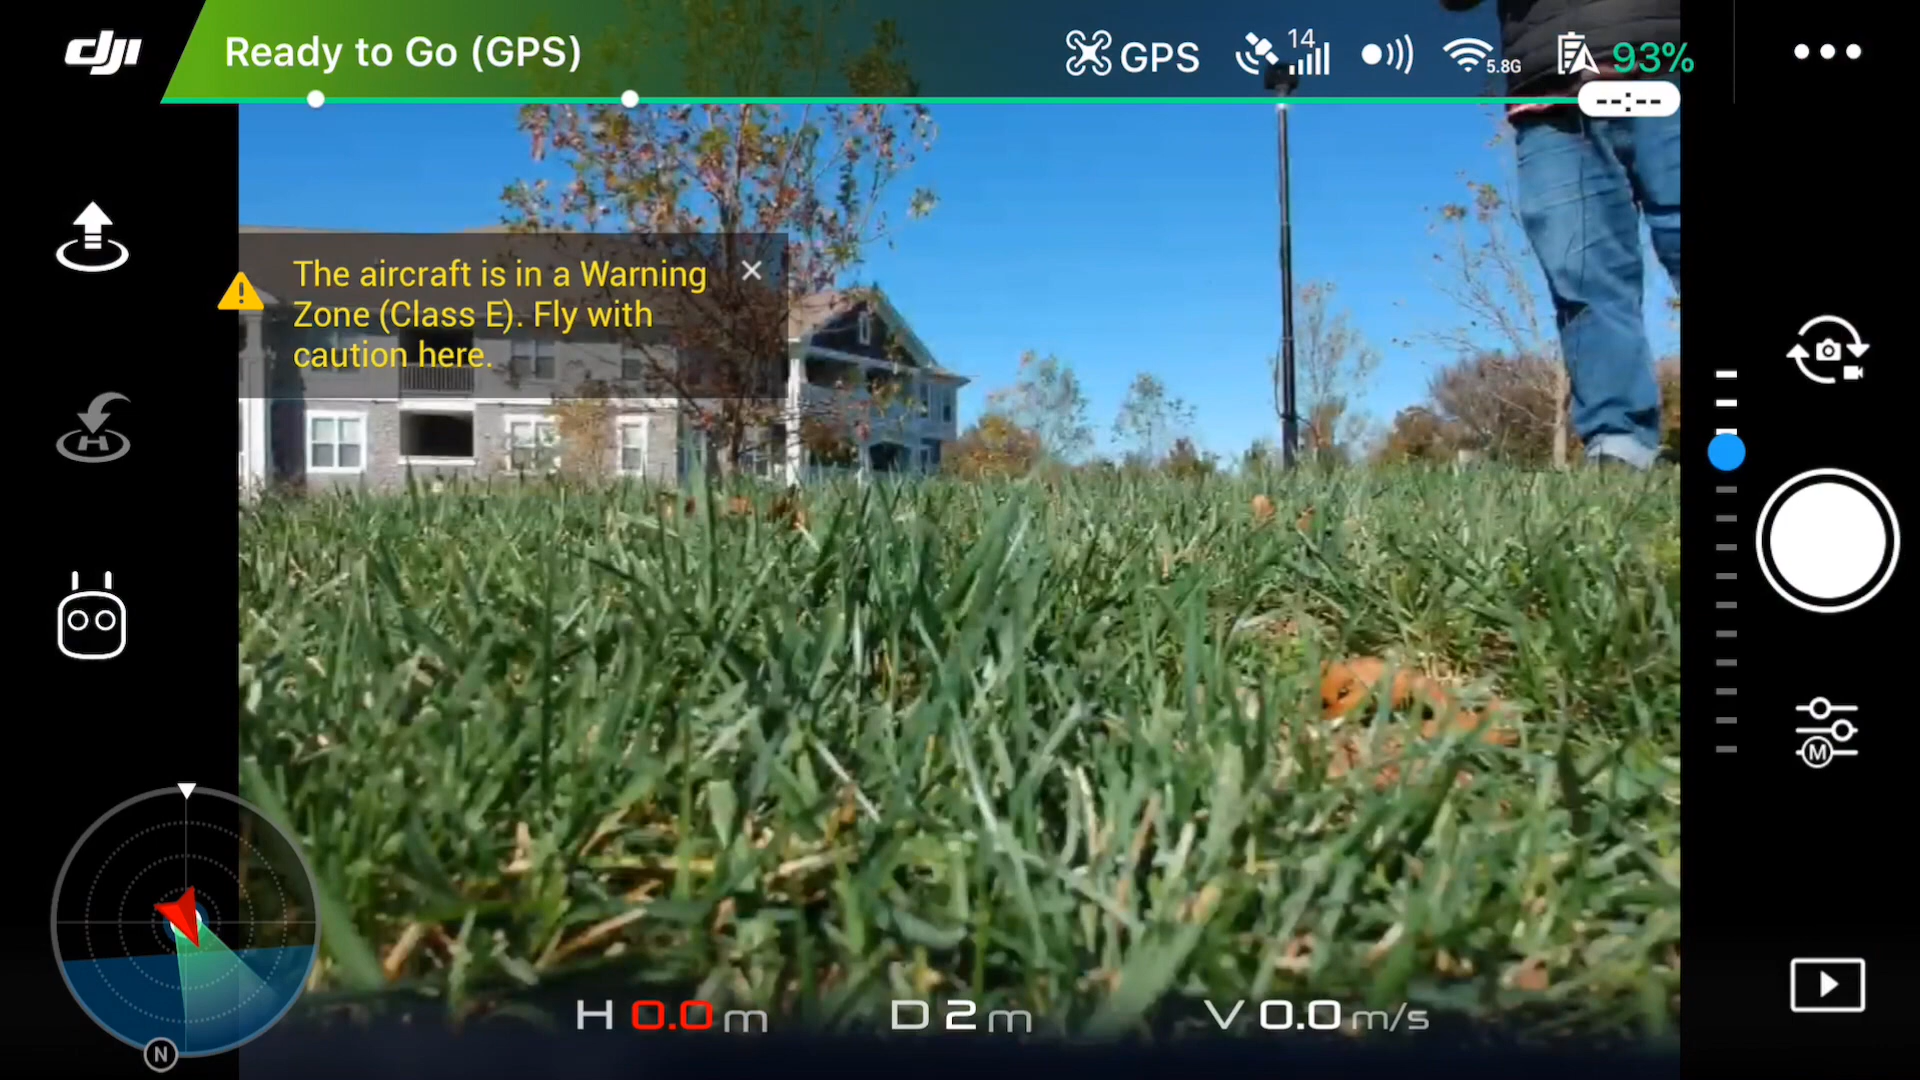 dji
Ready to Go (GPS)
GPS
14
5.8G
93%
--:--
The aircraft is in a Warning
Zone (Class E). Fly with
caution here.
H
M
N
H 0.0 m
D 2 m
V 0.0 m/s